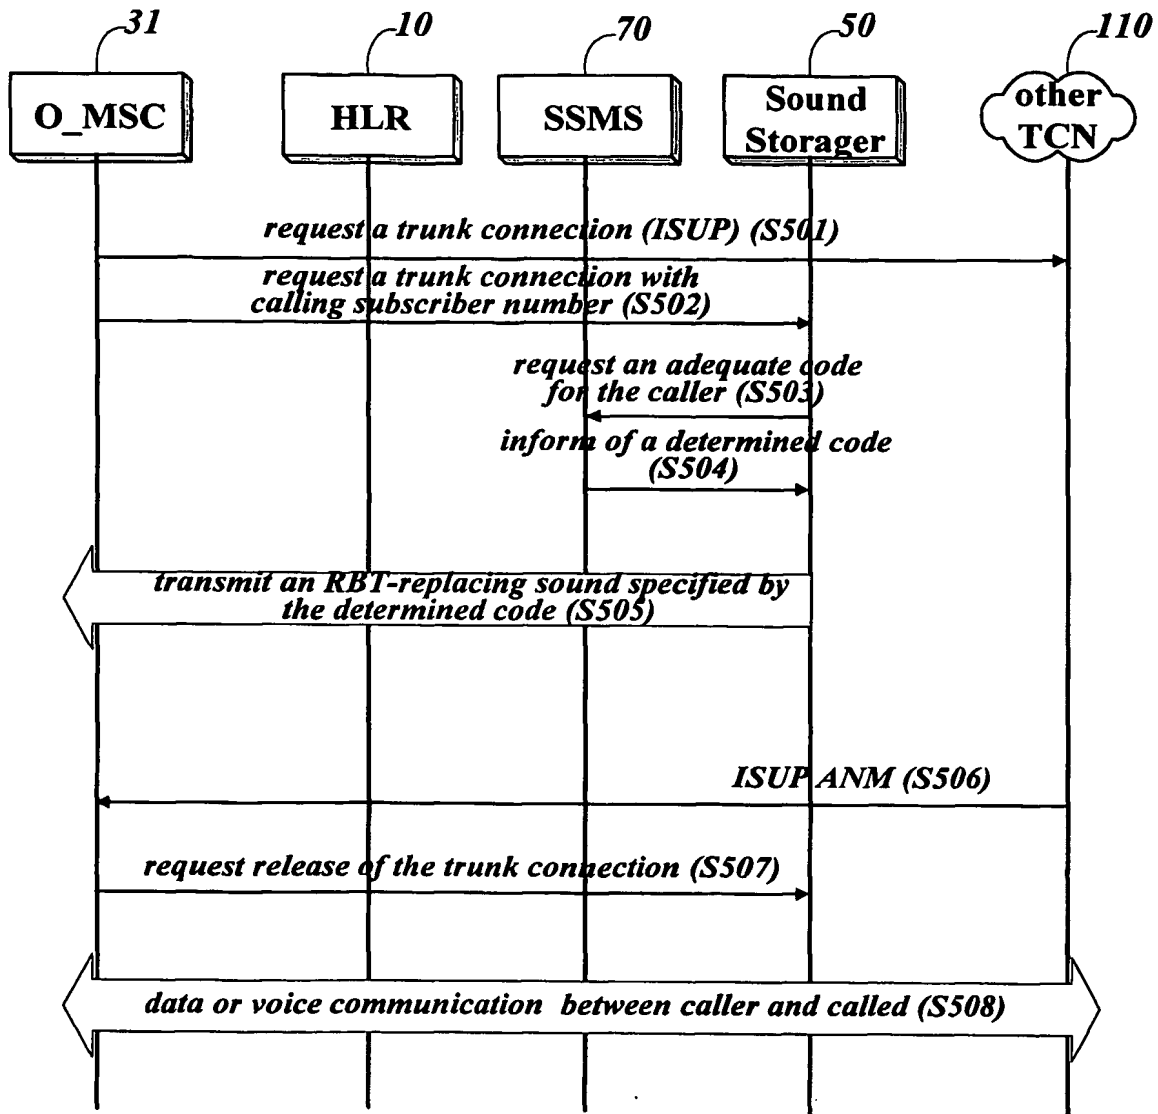 31
10
70
50
110
O_MSC
HLR
SSMS
Sound
Storager
other
TCN
request a trunk connection (ISUP) (S501)
request a trunk connection with
calling subscriber number (S502)
request an adequate code
for the caller (S503)
inform of a determined code
(S504)
transmit an RBT-replacing sound specified by
the determined code (S505)
ISUP ANM (S506)
request release of the trunk connection (S507)
data or voice communication between caller and called (S508)